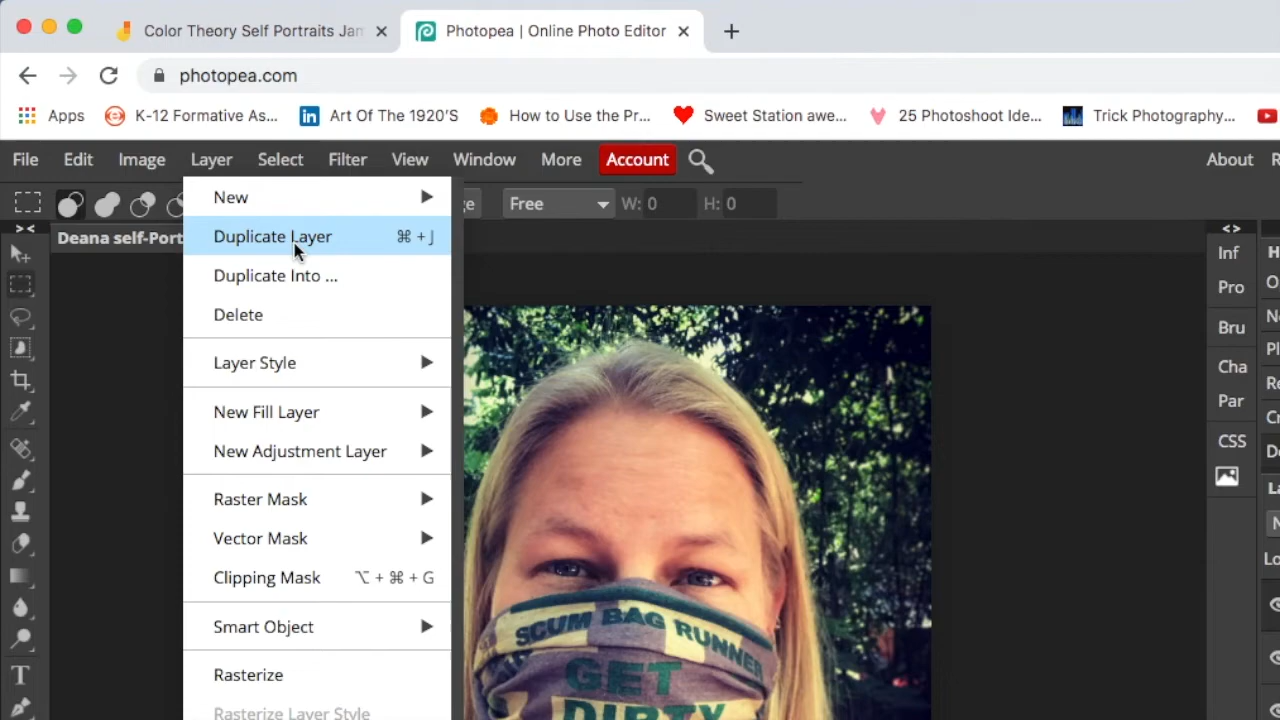 Color Theory Self Portraits Jam
Photopea | Online Photo Editor
photopea.com
Apps K-12 Formative As... Art Of The 1920'S How to Use the Pr... Sweet Station awe... 25 Photoshoot Ide... Trick Photography...
File Edit Image Layer Select Filter View Window More Account About
Free W: 0 H: 0
Deana self-Port
New
Duplicate Layer ⌘ + J
Duplicate Into ...
Delete
Layer Style
New Fill Layer
New Adjustment Layer
Raster Mask
Vector Mask
Clipping Mask ⌥ + ⌘ + G
Smart Object
Rasterize
Rasterize Layer Style
Inf
Pro
Bru
Cha
Par
CSS
SCUM BAG RUNNER
GET
DIRTY